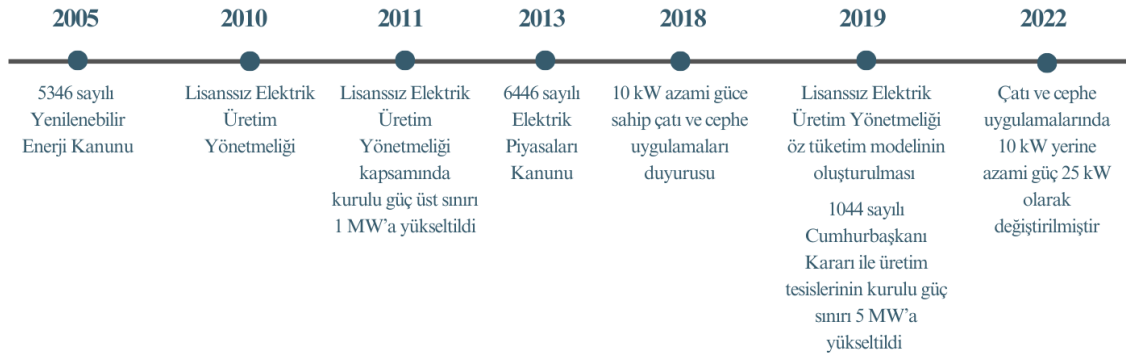 2005
5346 sayılı
Yenilenebilir
Enerji Kanunu
2010
Lisanssız Elektrik
Üretim
Yönetmeliği
2011
Lisanssız Elektrik
Üretim
Yönetmeliği
kapsamında
kurulu güç üst sınırı
1 MW’a yükseltildi
2013
6446 sayılı
Elektrik
Piyasaları
Kanunu
2018
10 kW azami güce
sahip çatı ve cephe
uygulamaları
duyurusu
2019
Lisanssız Elektrik
Üretim Yönetmeliği
öz tüketim modelinin
oluşturulması
1044 sayılı
Cumhurbaşkanı
Kararı ile üretim
tesislerinin kurulu güç
sınırı 5 MW’a
yükseltildi
2022
Çatı ve cephe
uygulamalarında
10 kW yerine
azami güç 25 kW
olarak
değiştirilmiştir